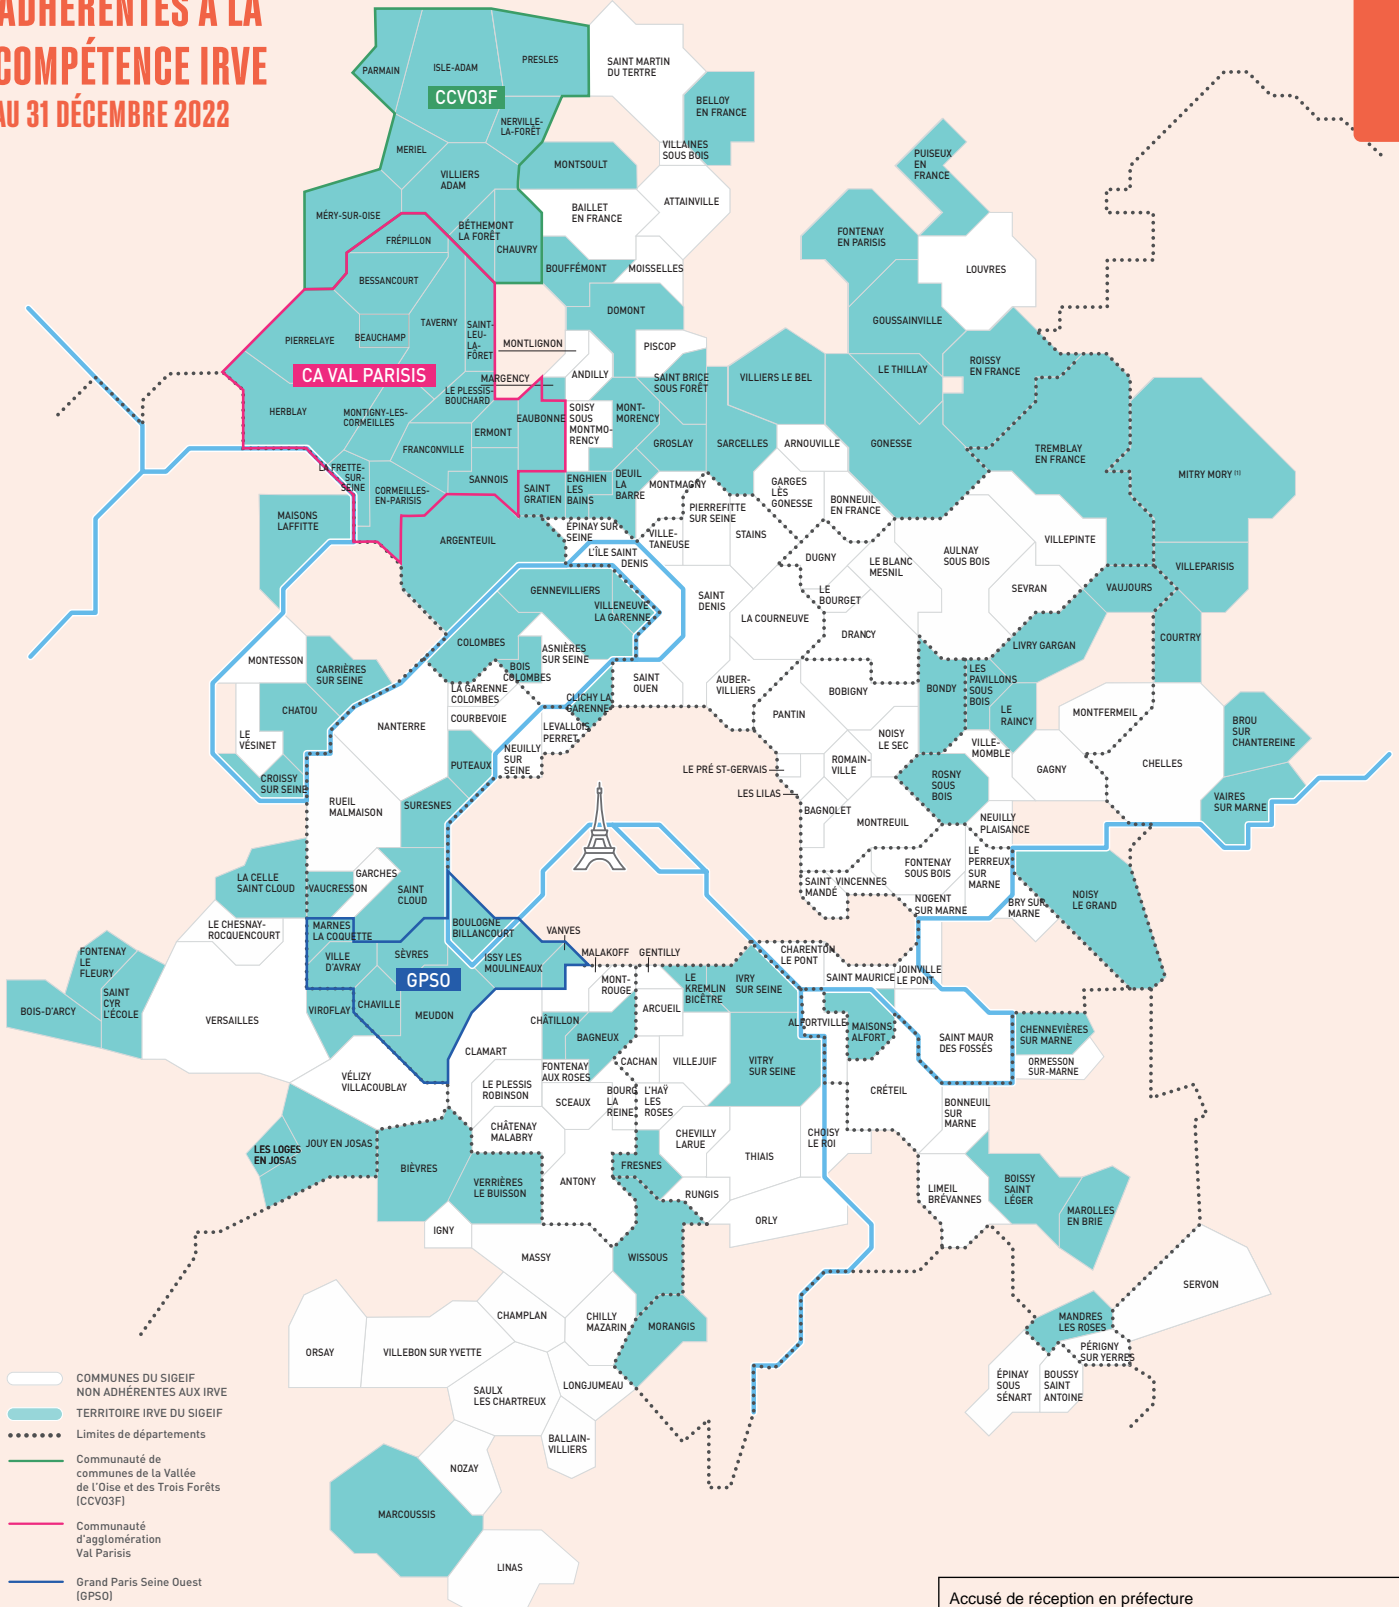 ADHÉRENTES À LA
COMPÉTENCE IRVE
AU 31 DÉCEMBRE 2022
PARMAIN
ISLE-ADAM
PRESLES
SAINT MARTIN
DU TERTRE
CCVO3F
BELLOY
EN FRANCE
NERVILLE-
LA-FORÊT
MERIEL
VILLAINES
SOUS BOIS
MONTSOULT
VILLIERS
ADAM
PUISEUX
EN
FRANCE
ATTAINVILLE
BAILLET
EN FRANCE
MÉRY-SUR-OISE
BÉTHEMONT
LA FORÊT
CHAUVRY
FRÉPILLON
FONTENAY
EN PARISIS
BOUFFÉMONT
MOISSELLES
LOUVRES
BESSANCOURT
DOMONT
GOUSSAINVILLE
TAVERNY
SAINT-
LEU-
LA-
FÔRET
PIERRELAYE
BEAUCHAMP
MONTLIGNON
PISCOP
CA VAL PARISIS
MARGENCY
ANDILLY
SAINT BRICE
SOUS FORÊT
VILLIERS LE BEL
LE THILLAY
ROISSY
EN FRANCE
HERBLAY
MONTIGNY-LES-
CORMEILLES
LE PLESSIS-
BOUCHARD
EAUBONNE
SOISY
SOUS
MONTMO-
RENCY
MONT-
MORENCY
ERMONT
FRANCONVILLE
GROSLAY
SARCELLES
ARNOUVILLE
GONESSE
TREMBLAY
EN FRANCE
MITRY MORY (1)
LA FRETTE-
SUR-
SEINE
CORMEILLES-
EN-PARISIS
SANNOIS
SAINT
GRATIEN
ENGHIEN
LES
BAINS
DEUIL
LA
BARRE
MONTMAGNY
GARGES
LÈS
GONESSE
BONNEUIL
EN FRANCE
MAISONS
LAFFITTE
ARGENTEUIL
ÉPINAY SUR
SEINE
VILLE-
TANEUSE
PIERREFITTE
SUR SEINE
STAINS
L'ÎLE SAINT
DENIS
DUGNY
LE BLANC
MESNIL
AULNAY
SOUS BOIS
VILLEPINTE
VILLEPARISIS
GENNEVILLIERS
VILLENEUVE
LA GARENNE
SAINT
DENIS
LA COURNEUVE
LE
BOURGET
SEVRAN
VAUJOURS
DRANCY
COURTRY
COLOMBES
ASNIÈRES
SUR SEINE
BOIS
COLOMBES
LIVRY GARGAN
MONTESSON
CARRIÈRES
SUR SEINE
LA GARENNE
COLOMBES
CLICHY LA
GARENNE
SAINT
OUEN
AUBER-
VILLIERS
BOBIGNY
BONDY
LES
PAVILLONS
SOUS
BOIS
LE
RAINCY
CHATOU
NANTERRE
COURBEVOIE
LEVALLOIS
PERRET
PANTIN
MONTFERMEIL
BROU
SUR
CHANTEREINE
LE
VÉSINET
NEUILLY
SUR
SEINE
PUTEAUX
NOISY
LE SEC
VILLE-
MOMBLE
GAGNY
CHELLES
CROISSY
SUR SEINE
LE PRÉ ST-GERVAIS
ROMAIN-
VILLE
LES LILAS
ROSNY
SOUS
BOIS
VAIRES
SUR MARNE
RUEIL
MALMAISON
SURESNES
BAGNOLET
MONTREUIL
NEUILLY
PLAISANCE
LA CELLE
SAINT CLOUD
VAUCRESSON
GARCHES
SAINT
CLOUD
SAINT
MANDÉ
VINCENNES
FONTENAY
SOUS BOIS
LE
PERREUX
SUR
MARNE
NOGENT
SUR MARNE
BRY SUR
MARNE
NOISY
LE GRAND
LE CHESNAY-
ROCQUENCOURT
MARNES
LA COQUETTE
BOULOGNE
BILLANCOURT
VANVES
FONTENAY
LE
FLEURY
VILLE
D'AVRAY
SÈVRES
ISSY LES
MOULINEAUX
MALAKOFF
GENTILLY
CHARENTON
LE PONT
SAINT MAURICE
JOINVILLE
LE PONT
GPSO
SAINT
CYR
L'ÉCOLE
BOIS-D'ARCY
VERSAILLES
VIROFLAY
CHAVILLE
MEUDON
MONT-
ROUGE
ARCUEIL
LE
KREMLIN
BICÊTRE
IVRY
SUR SEINE
CHÂTILLON
BAGNEUX
ALFORTVILLE
MAISONS
ALFORT
SAINT MAUR
DES FOSSÉS
CHENNEVIÈRES
SUR MARNE
ORMESSON
SUR-MARNE
CLAMART
FONTENAY
AUX ROSES
CACHAN
VILLEJUIF
VITRY
SUR SEINE
VÉLIZY
VILLACOUBLAY
LE PLESSIS
ROBINSON
SCEAUX
BOURG
LA
REINE
L'HAŸ
LES
ROSES
CRÉTEIL
BONNEUIL
SUR
MARNE
CHÂTENAY
MALABRY
CHEVILLY
LARUE
THIAIS
CHOISY
LE ROI
LES LOGES
EN JOSAS
JOUY EN JOSAS
BIÈVRES
VERRIÈRES
LE BUISSON
ANTONY
FRESNES
RUNGIS
LIMEIL
BRÉVANNES
BOISSY
SAINT
LÉGER
MAROLLES
EN BRIE
IGNY
ORLY
MASSY
WISSOUS
SERVON
CHAMPLAN
CHILLY
MAZARIN
MORANGIS
MANDRES
LES ROSES
PÉRIGNY
SUR YERRES
ORSAY
VILLEBON SUR YVETTE
ÉPINAY
SOUS
SÉNART
BOUSSY
SAINT
ANTOINE
SAULX
LES CHARTREUX
LONGJUMEAU
BALLAIN-
VILLIERS
NOZAY
MARCOUSSIS
LINAS
COMMUNES DU SIGEIF
NON ADHÉRENTES AUX IRVE
TERRITOIRE IRVE DU SIGEIF
Limites de départements
Communauté de
communes de la Vallée
de l'Oise et des Trois Forêts
(CCVO3F)
Communauté
d'agglomération
Val Parisis
Grand Paris Seine Ouest
(GPSO)
Accusé de réception en préfecture